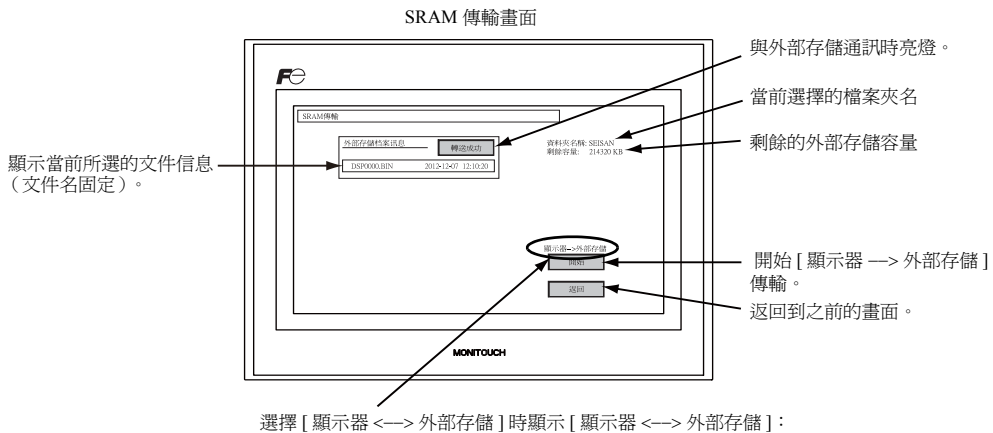 SRAM 傳輸畫面
與外部存儲通訊時亮燈。
Fe
當前選擇的檔案夾名
SRAM傳輸
外部存儲档案讯息
轉送成功
資料夾名稱: SEISAN
剩餘容量: 214320 KB
剩餘的外部存儲容量
顯示當前所選的文件信息
（文件名固定）。
DSP0000.BIN 2012-12-07 12:10:20
顯示器-->外部存儲
開始
開始 [ 顯示器 --> 外部存儲 ]
傳輸。
返回
返回到之前的畫面。
MONITOUCH
選擇 [ 顯示器 <--> 外部存儲 ] 時顯示 [ 顯示器 <--> 外部存儲 ]：